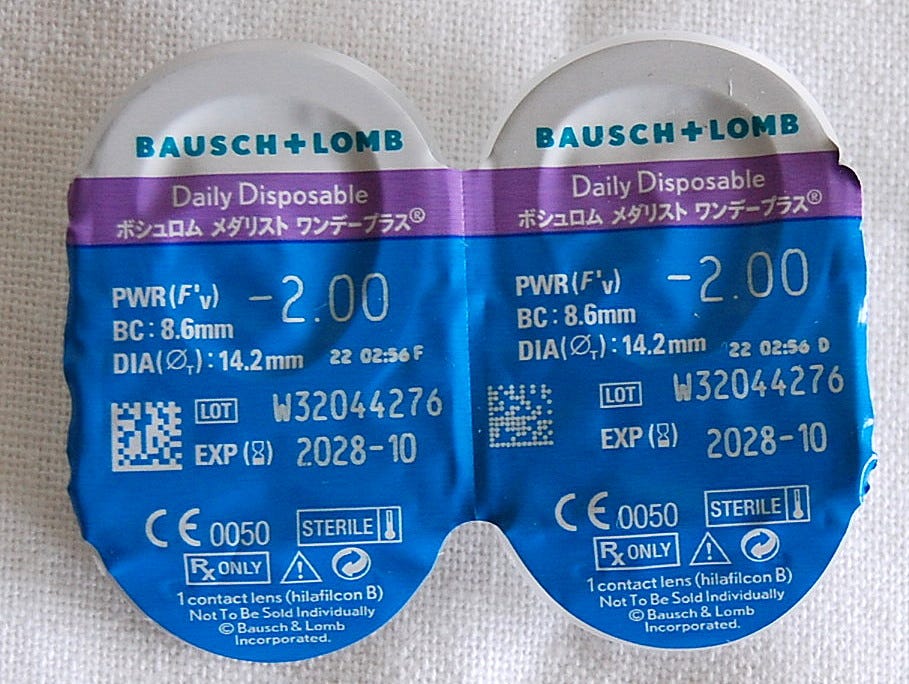 BAUSCH+LOMB
Daily Disposable
ボシュロム メダリスト ワンデープラス®
PWR(F'v) -2.00
BC: 8.6mm
DIA(∅T): 14.2mm 22 02:56 F
LOT W32044276
EXP 2028-10
CE 0050 STERILE
Rx ONLY
1 contact lens (hilafilcon B)
Not To Be Sold Individually
© Bausch & Lomb
Incorporated.
BAUSCH+LOMB
Daily Disposable
ボシュロム メダリスト ワンデープラス®
PWR(F'v) -2.00
BC: 8.6mm
DIA(∅T): 14.2mm 22 02:56 D
LOT W32044276
EXP 2028-10
CE 0050 STERILE
Rx ONLY
1 contact lens (hilafilcon B)
Not To Be Sold Individually
© Bausch & Lomb
Incorporated.